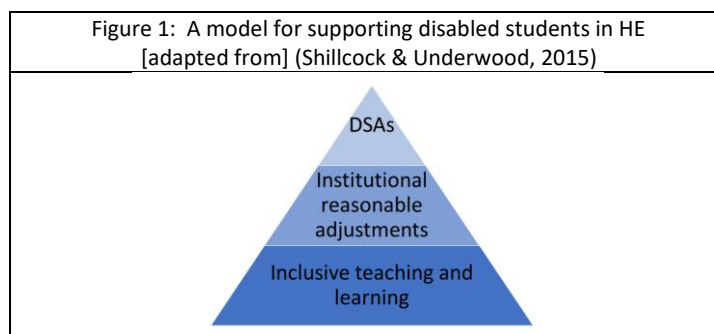 Figure 1: A model for supporting disabled students in HE
[adapted from] (Shillcock & Underwood, 2015)
DSAs
Institutional
reasonable
adjustments
Inclusive teaching and
learning